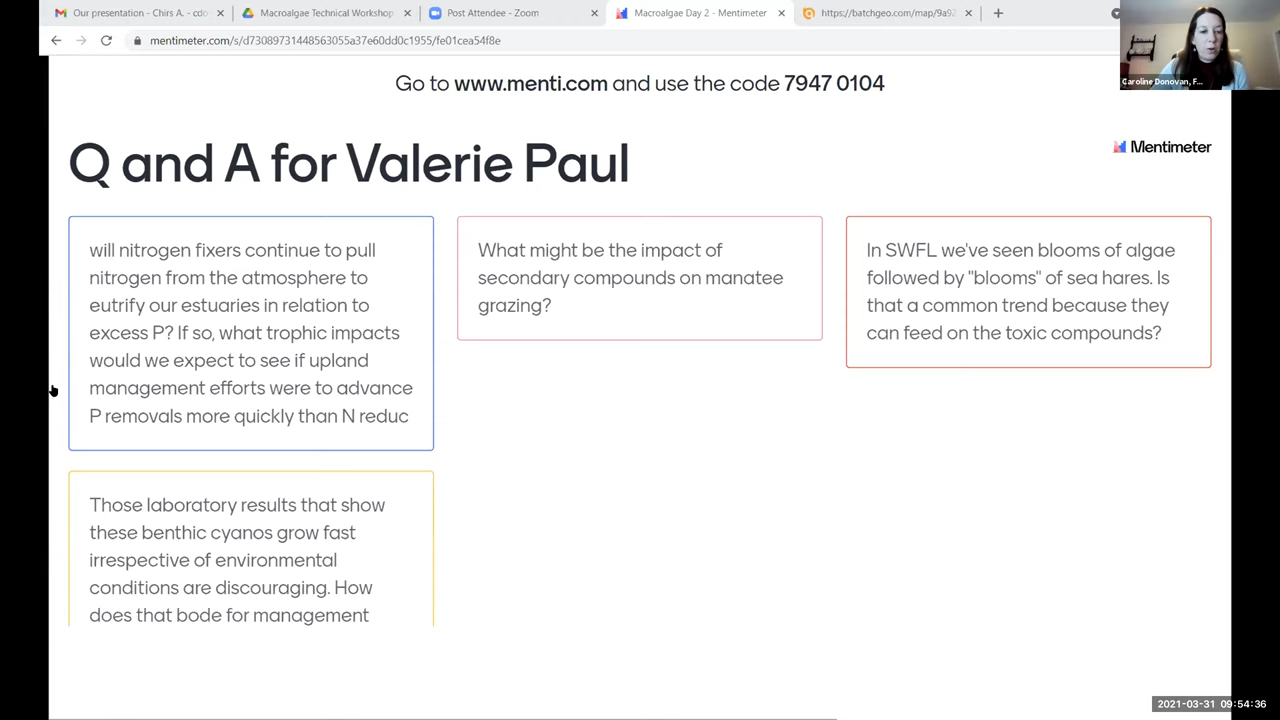 Our presentation - Chirs A. - cdo
Macroalgae Technical Workshop
Post Attendee - Zoom
Macroalgae Day 2 - Mentimeter
https://batchgeo.com/map/9a92
mentimeter.com/s/d73089731448563055a37e60dd0c1955/fe01cea54f8e
Caroline Donovan, F...
Go to www.menti.com and use the code 7947 0104
Q and A for Valerie Paul
Mentimeter
will nitrogen fixers continue to pull
nitrogen from the atmosphere to
eutrify our estuaries in relation to
excess P? If so, what trophic impacts
would we expect to see if upland
management efforts were to advance
P removals more quickly than N reduc
What might be the impact of
secondary compounds on manatee
grazing?
In SWFL we've seen blooms of algae
followed by "blooms" of sea hares. Is
that a common trend because they
can feed on the toxic compounds?
Those laboratory results that show
these benthic cyanos grow fast
irrespective of environmental
conditions are discouraging. How
does that bode for management
2021-03-31 09:54:36